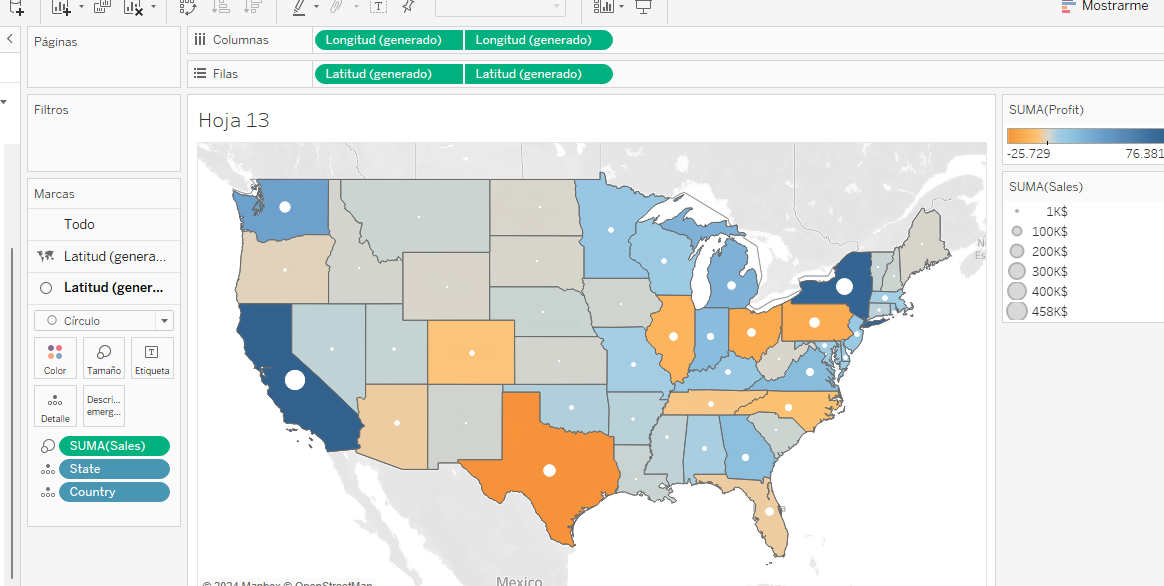 Mostrarme
Páginas
Columnas
Longitud (generado)
Longitud (generado)
Filas
Latitud (generado)
Latitud (generado)
Filtros
Hoja 13
SUMA(Profit)
-25.729
76.381
Marcas
Todo
Latitud (genera...
Latitud (gener...
Círculo
Color
Tamaño
Etiqueta
Detalle
Descri...
emerg...
SUMA(Sales)
State
Country
SUMA(Sales)
1K$
100K$
200K$
300K$
400K$
458K$
México
© 2024 Mapbox © OpenStreetMap